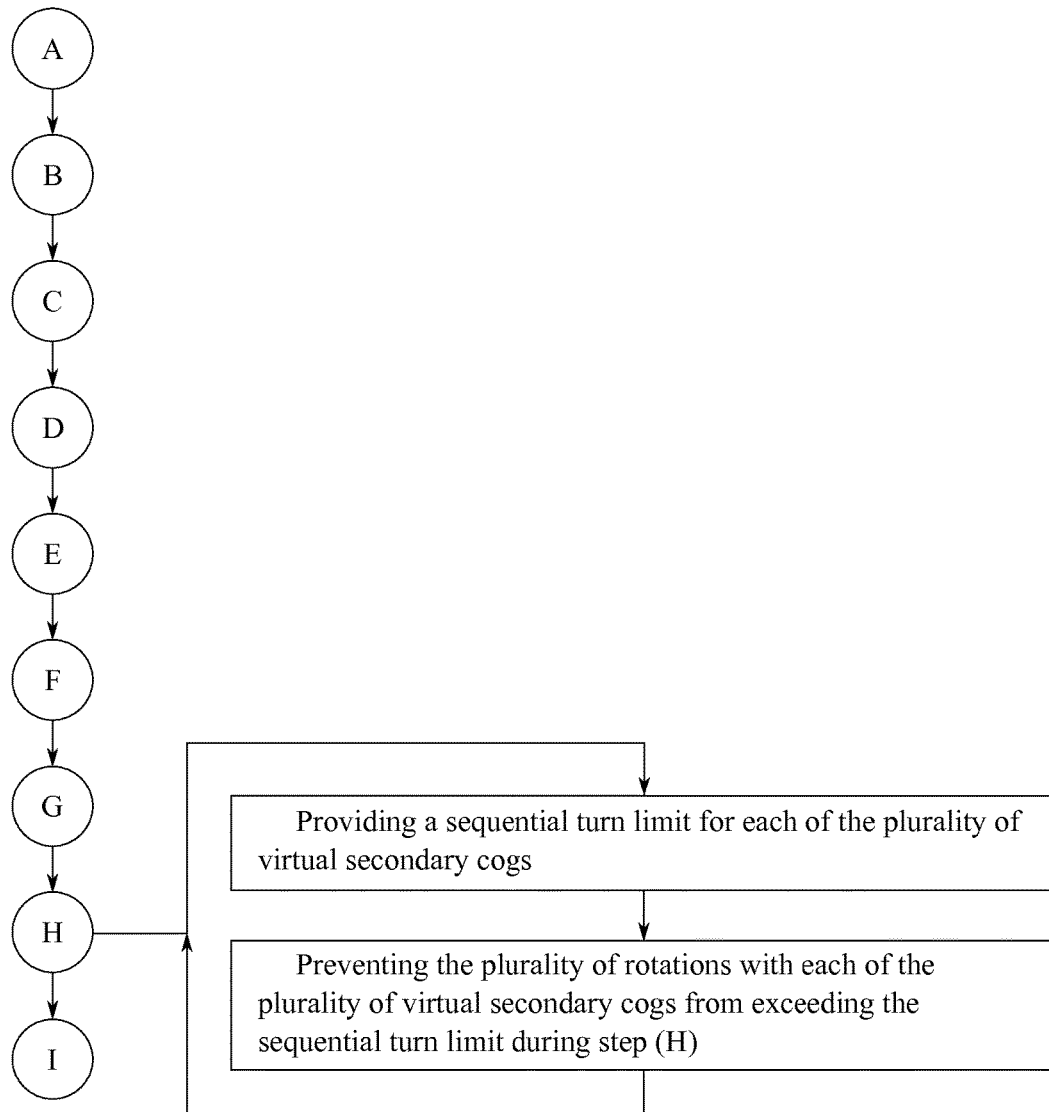 A
B
C
D
E
F
G
H
I
Providing a sequential turn limit for each of the plurality of
virtual secondary cogs
Preventing the plurality of rotations with each of the
plurality of virtual secondary cogs from exceeding the
sequential turn limit during step (H)